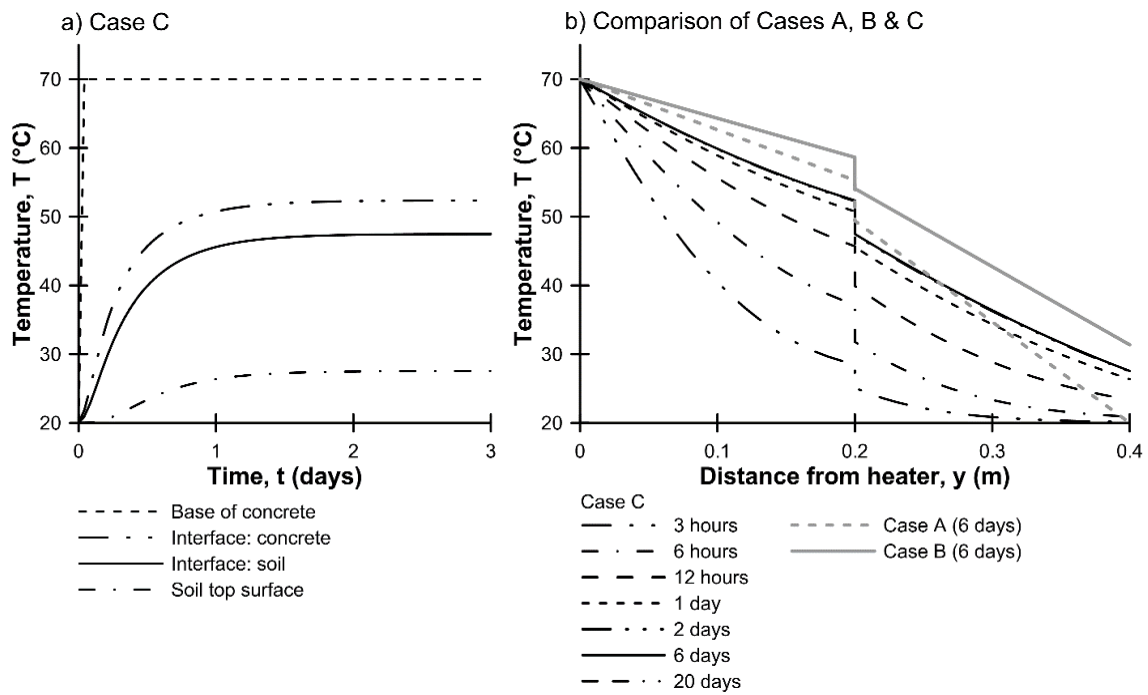 a) Case C
70
60
50
40
30
20
Temperature, T (°C)
0
1
2
3
Time, t (days)
Base of concrete
Interface: concrete
Interface: soil
Soil top surface
b) Comparison of Cases A, B & C
70
60
50
40
30
20
Temperature, T (°C)
0
0.1
0.2
0.3
0.4
Distance from heater, y (m)
Case C
3 hours
6 hours
12 hours
1 day
2 days
6 days
20 days
Case A (6 days)
Case B (6 days)